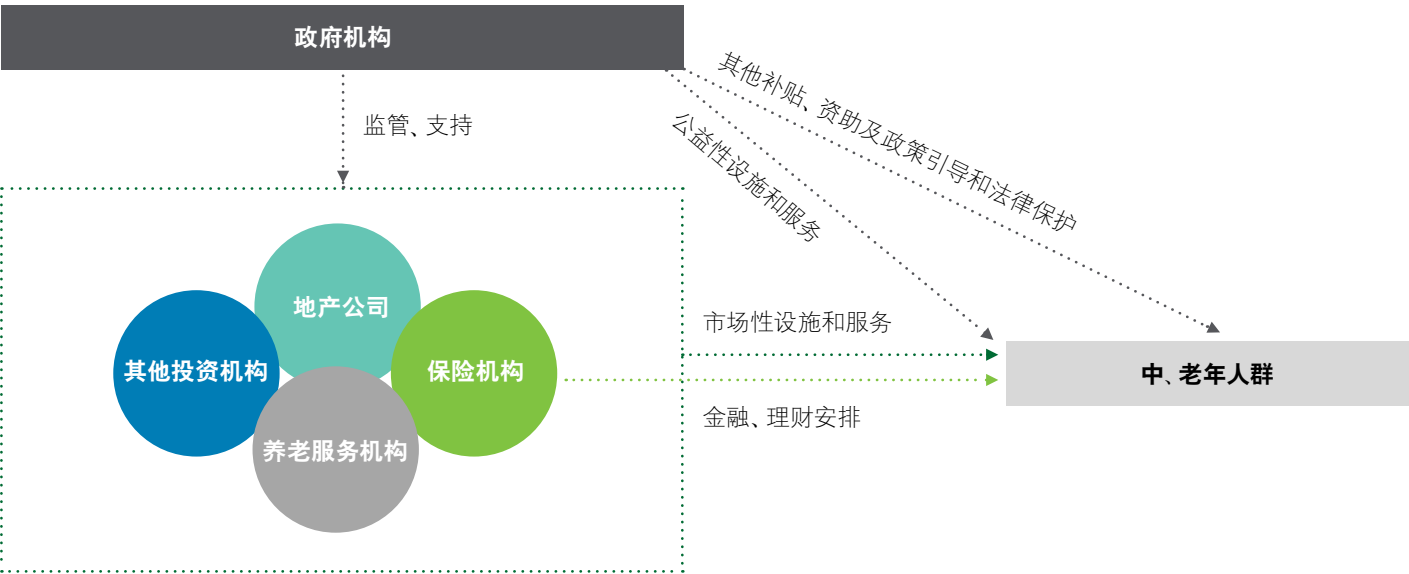 政府机构
其他补贴、资助及政策引导和法律保护
监管、支持
公益性设施和服务
地产公司
市场性设施和服务
其他投资机构
保险机构
中、老年人群
金融、理财安排
养老服务机构